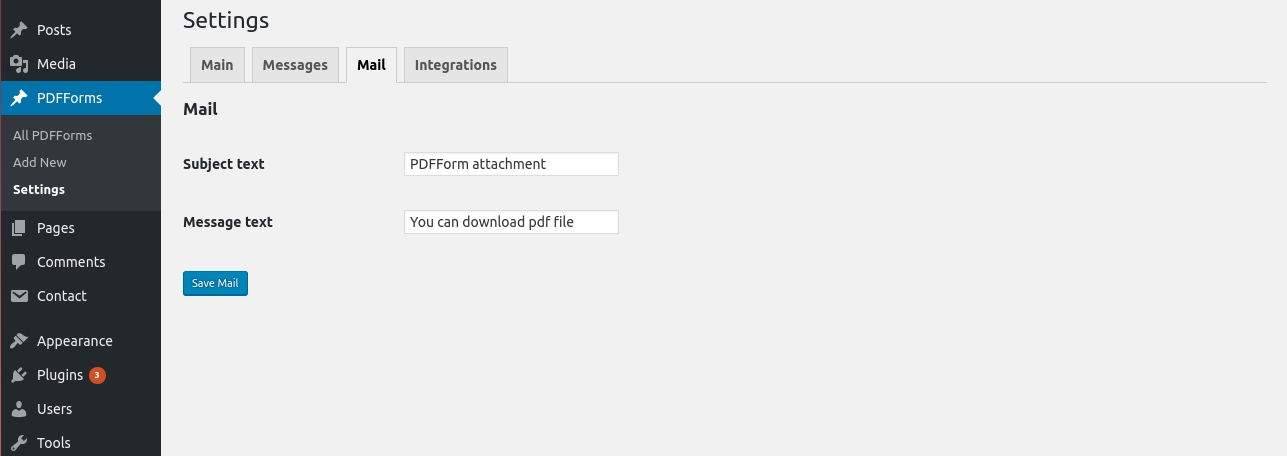 Posts
Media
PDFForms
All PDFForms
Add New
Settings
Pages
Comments
Contact
Appearance
Plugins 3
Users
Tools
Settings
Main Messages Mail Integrations
Mail
Subject text PDFForm attachment
Message text You can download pdf file
Save Mail